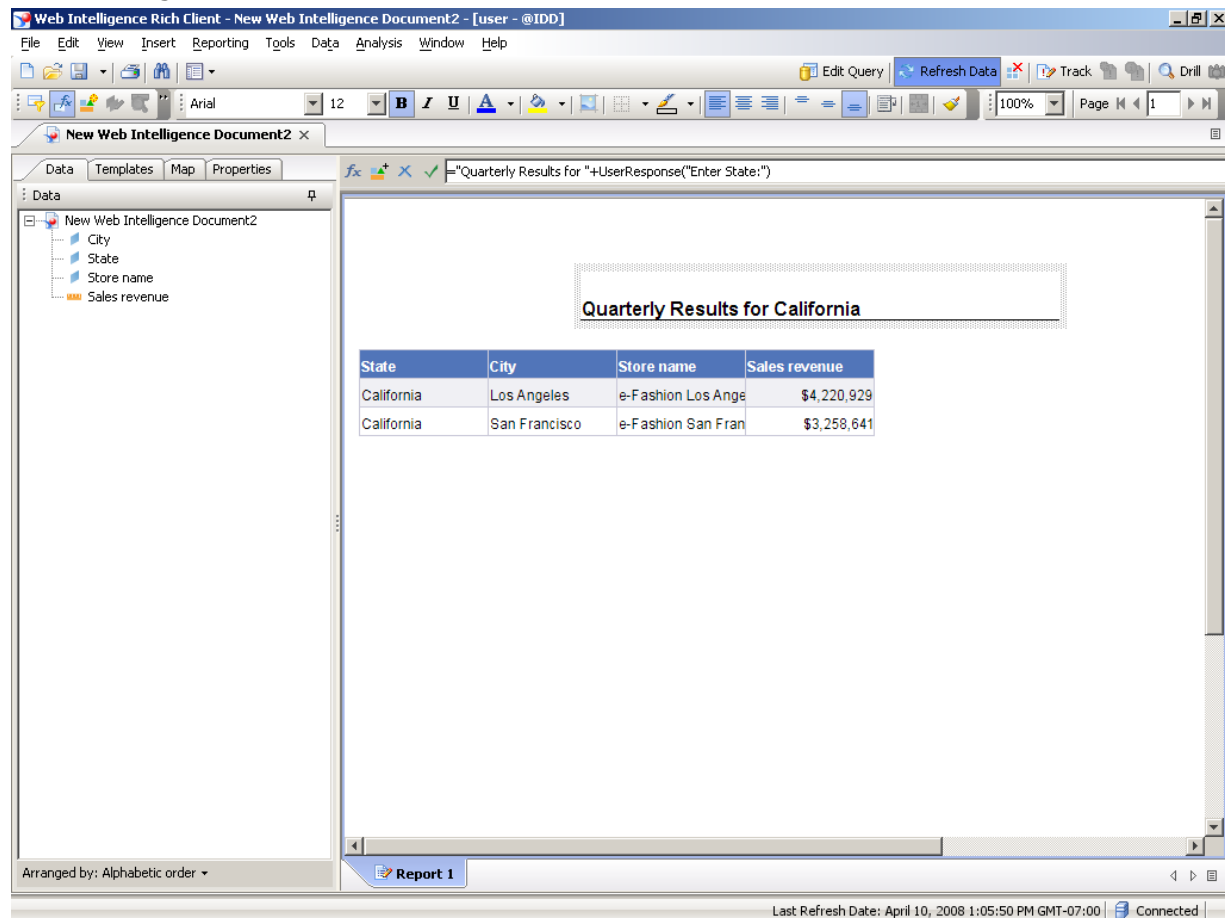 Web Intelligence Rich Client - New Web Intelligence Document2 - [user - @IDD]
File Edit View Insert Reporting Tools Data Analysis Window Help
Edit Query Refresh Data Track Drill
Arial 12 B I U A 100% Page 1
New Web Intelligence Document2
Data Templates Map Properties
="Quarterly Results for "+UserResponse("Enter State:")
Data
New Web Intelligence Document2
City
State
Store name
Sales revenue
Quarterly Results for California
State City Store name Sales revenue
California Los Angeles e-Fashion Los Ange $4,220,929
California San Francisco e-Fashion San Fran $3,258,641
Arranged by: Alphabetic order
Report 1
Last Refresh Date: April 10, 2008 1:05:50 PM GMT-07:00 Connected